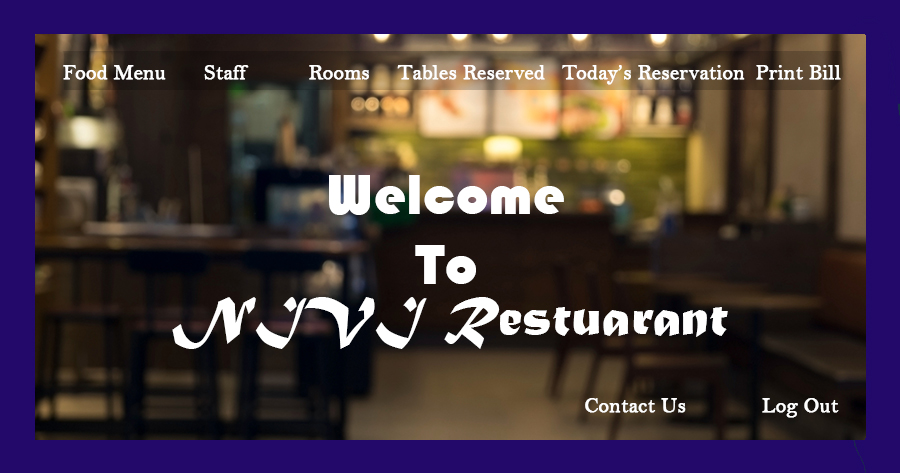 Food Menu Staff Rooms Tables Reserved Today's Reservation Print Bill
Welcome
To
NIVI Restuarant
Contact Us Log Out